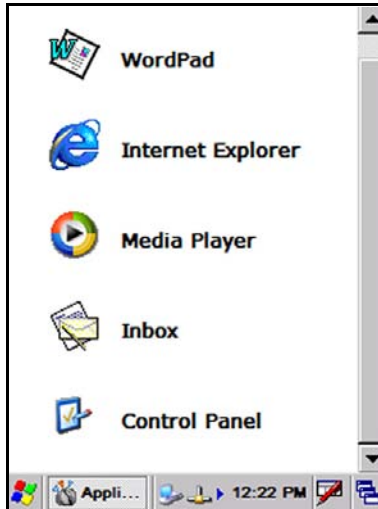 WordPad
Internet Explorer
Media Player
Inbox
Control Panel
Appli... 12:22 PM